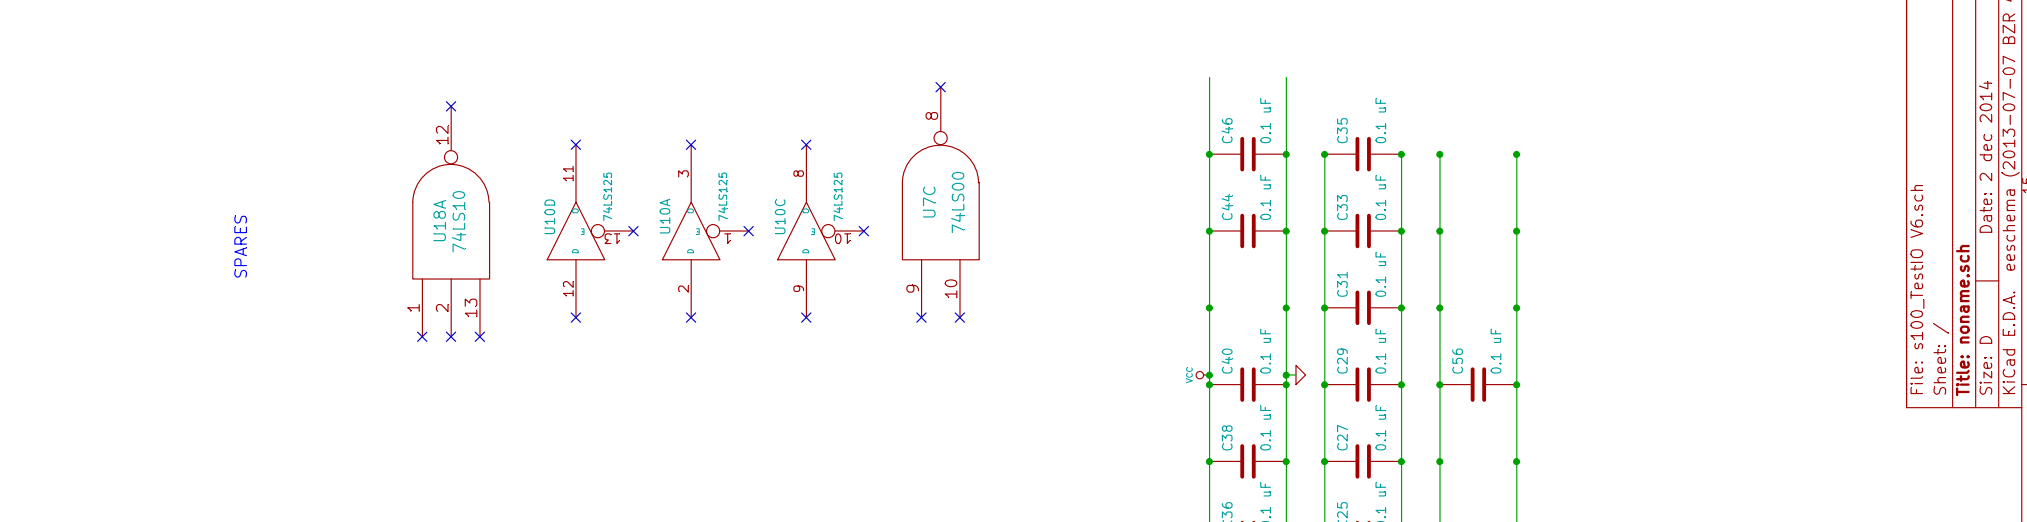 SPARES
U18A
74LS10
12
1
2
13
U10D
74LS125
11
13
12
D
E
O
U10A
74LS125
3
1
2
D
E
O
U10C
74LS125
8
10
9
D
E
O
U7C
74LS00
8
9
10
C46
0.1 uF
C44
0.1 uF
VCC
C40
0.1 uF
C38
0.1 uF
C35
0.1 uF
C33
0.1 uF
C31
0.1 uF
C29
0.1 uF
C27
0.1 uF
0.1 uF
C56
0.1 uF
File: s100_TestIO V6.sch
Sheet: /
Title: noname.sch
Size: D
Date: 2 dec 2014
KiCad E.D.A.
eeschema (2013-07-07 BZR